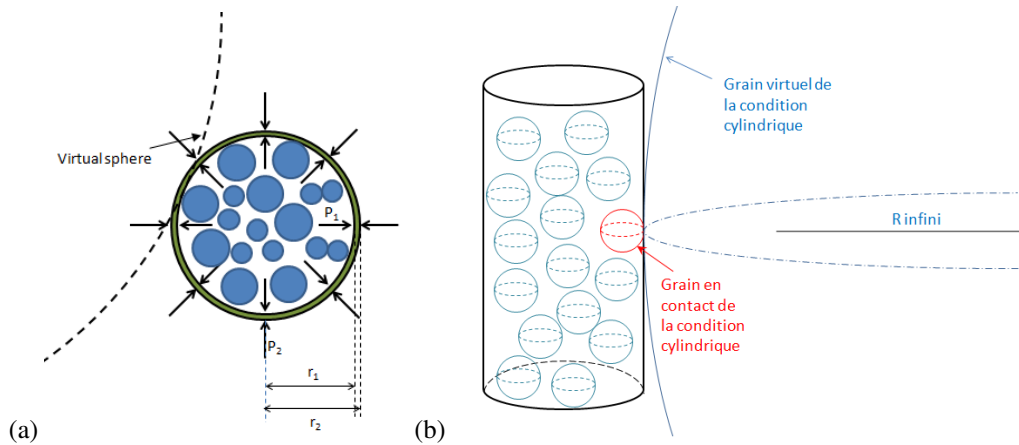 Virtual sphere
P1
P2
r1
r2
(a)
Grain virtuel de
la condition
cylindrique
R infini
Grain en
contact de
la condition
cylindrique
(b)